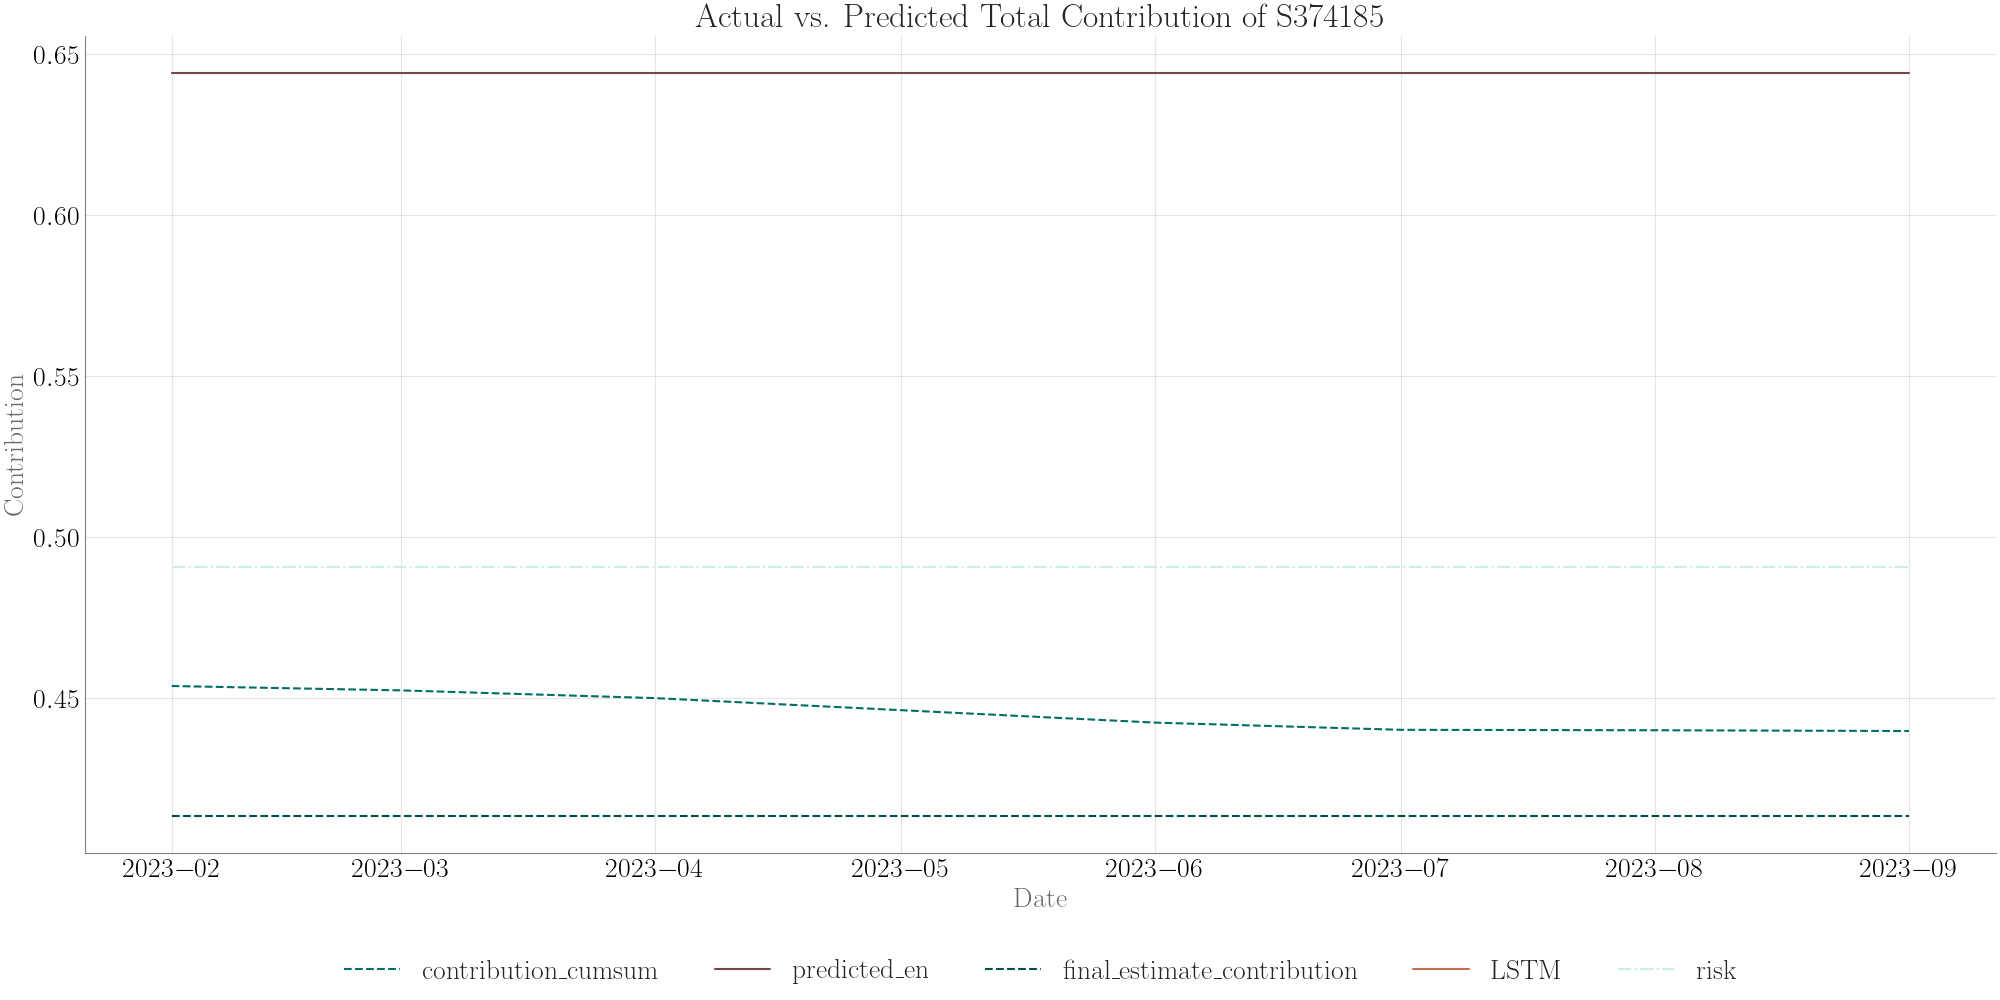 Actual vs. Predicted Total Contribution of S374185
0.65
0.60
0.55
0.50
0.45
Contribution
2023−02 2023−03 2023−04 2023−05 2023−06 2023−07 2023−08 2023−09
Date
contribution_cumsum predicted_en final_estimate_contribution LSTM risk